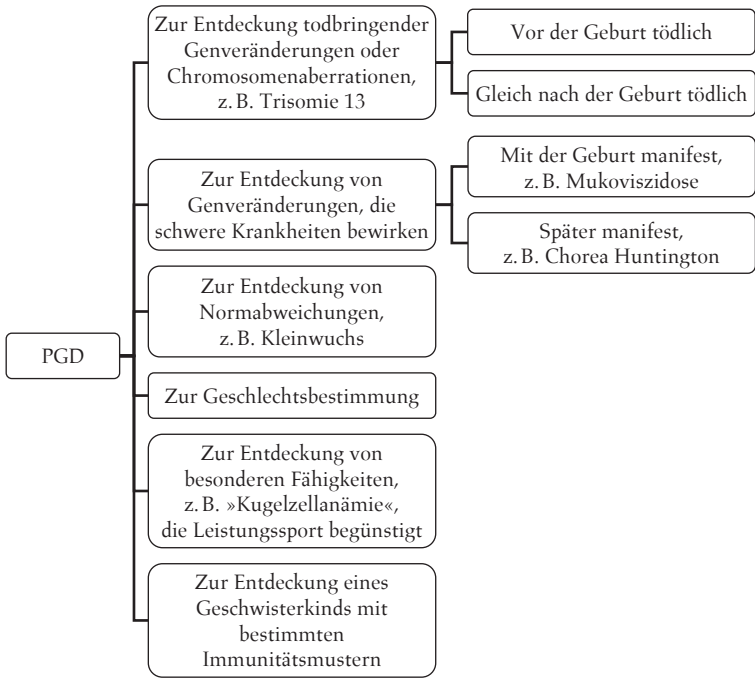 Zur Entdeckung todbringender
Genveränderungen oder
Chromosomenaberrationen,
z. B. Trisomie 13
Vor der Geburt tödlich
Gleich nach der Geburt tödlich
Zur Entdeckung von
Genveränderungen, die
schwere Krankheiten bewirken
Mit der Geburt manifest,
z. B. Mukoviszidose
Später manifest,
z. B. Chorea Huntington
Zur Entdeckung von
Normabweichungen,
z. B. Kleinwuchs
PGD
Zur Geschlechtsbestimmung
Zur Entdeckung von
besonderen Fähigkeiten,
z. B. »Kugelzellanämie«,
die Leistungssport begünstigt
Zur Entdeckung eines
Geschwisterkinds mit
bestimmten
Immunitätsmustern